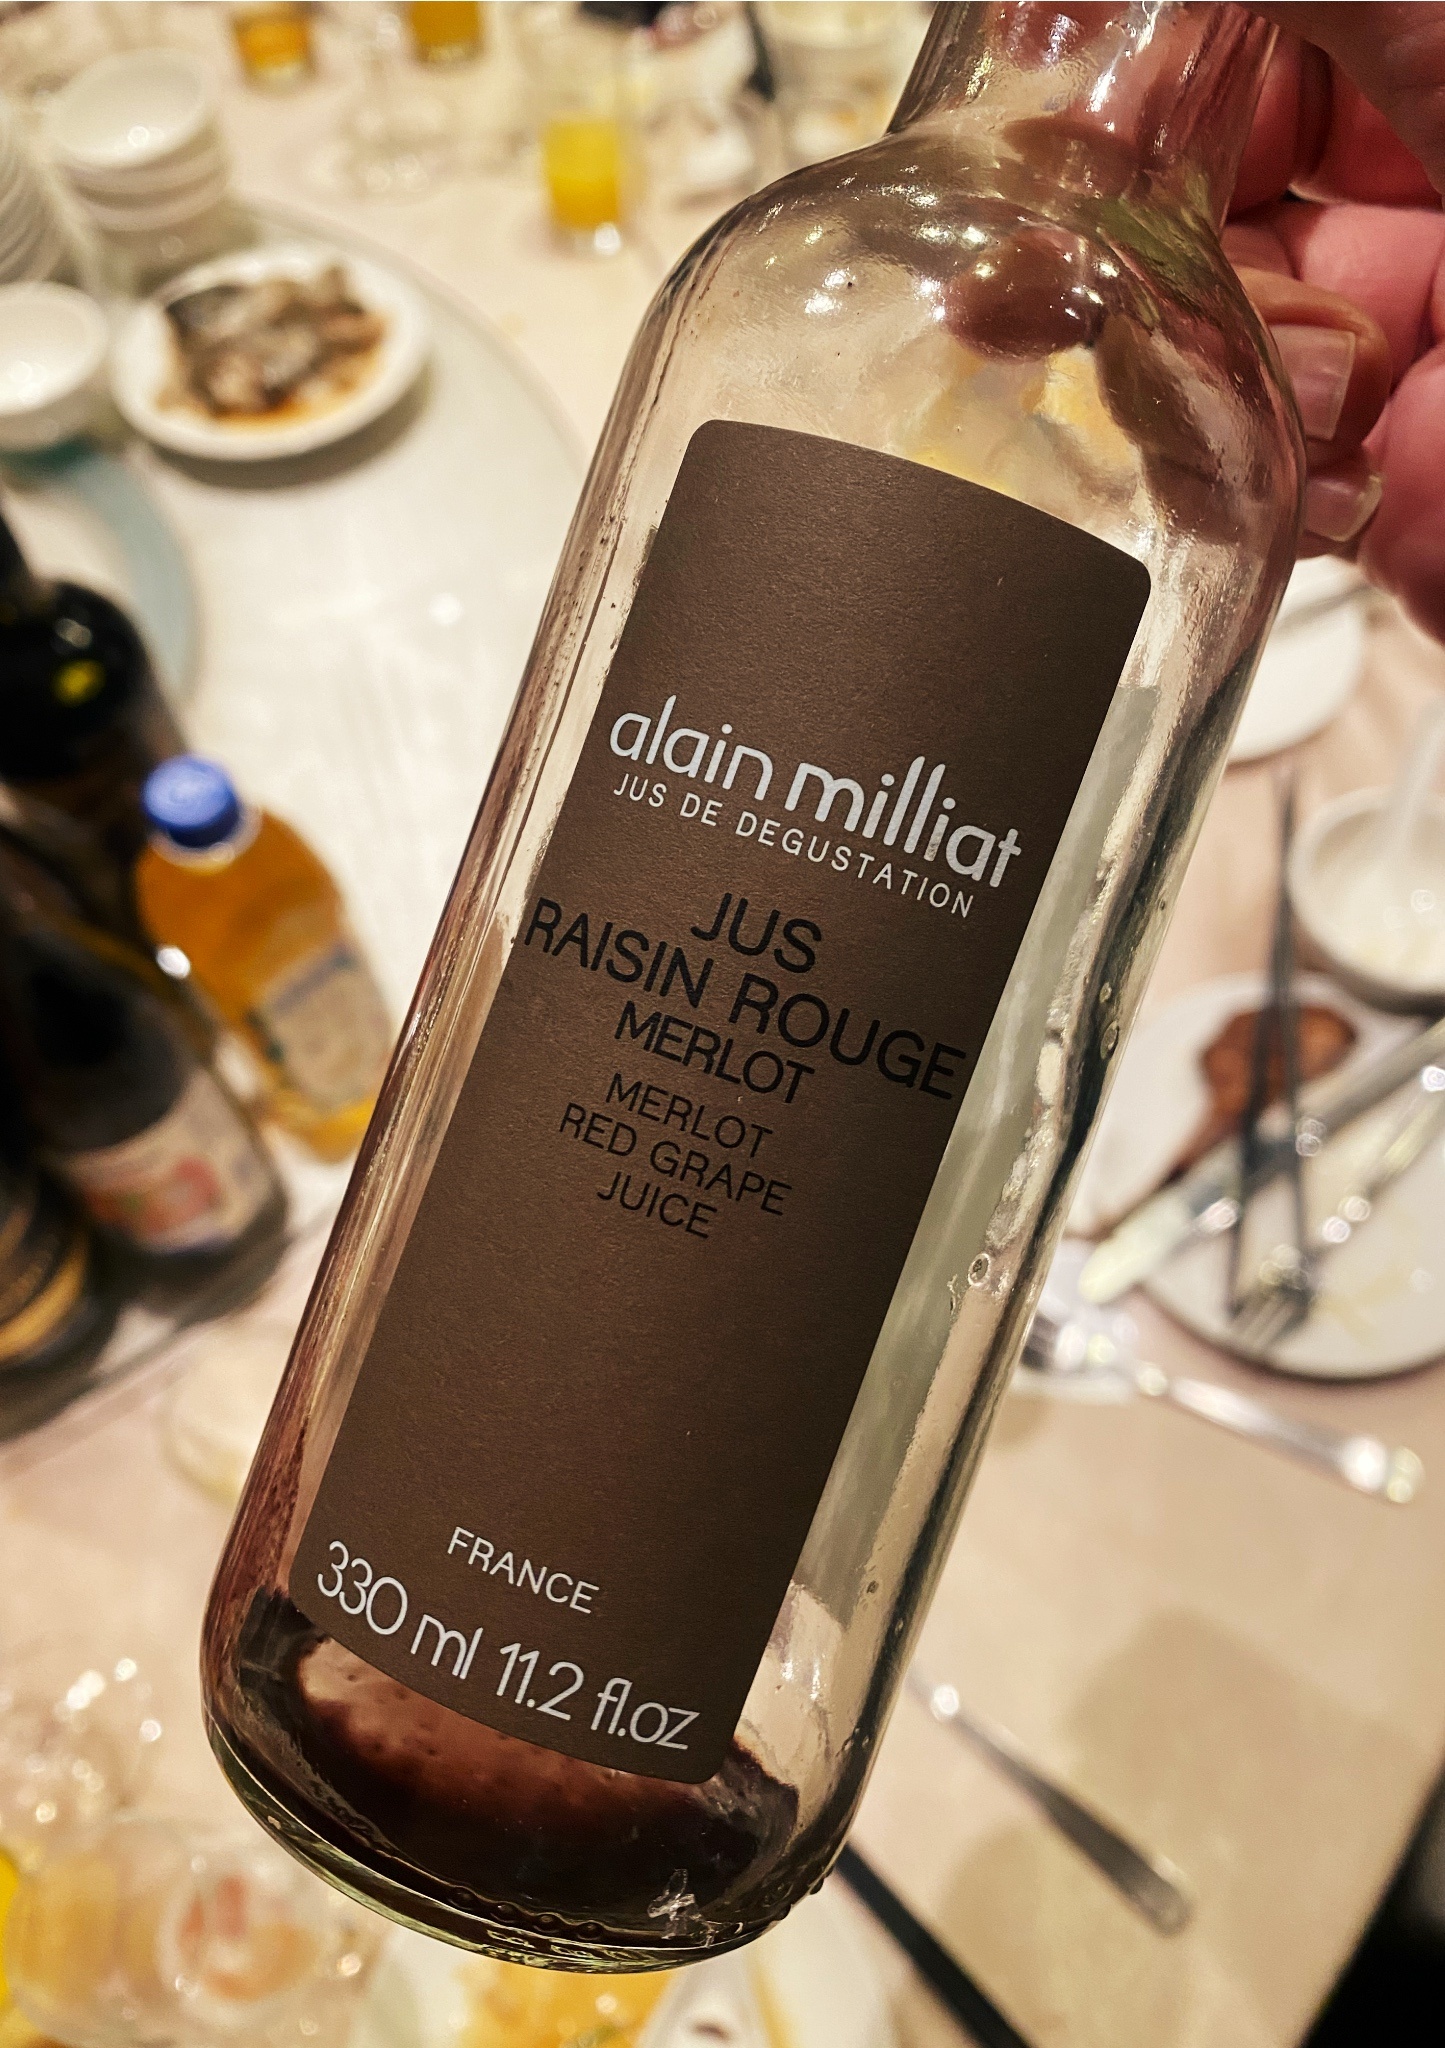 alain milliat
JUS DE DEGUSTATION
JUS
RAISIN ROUGE
MERLOT
MERLOT
RED GRAPE
JUICE
FRANCE
330 ml 11.2 fl.oz